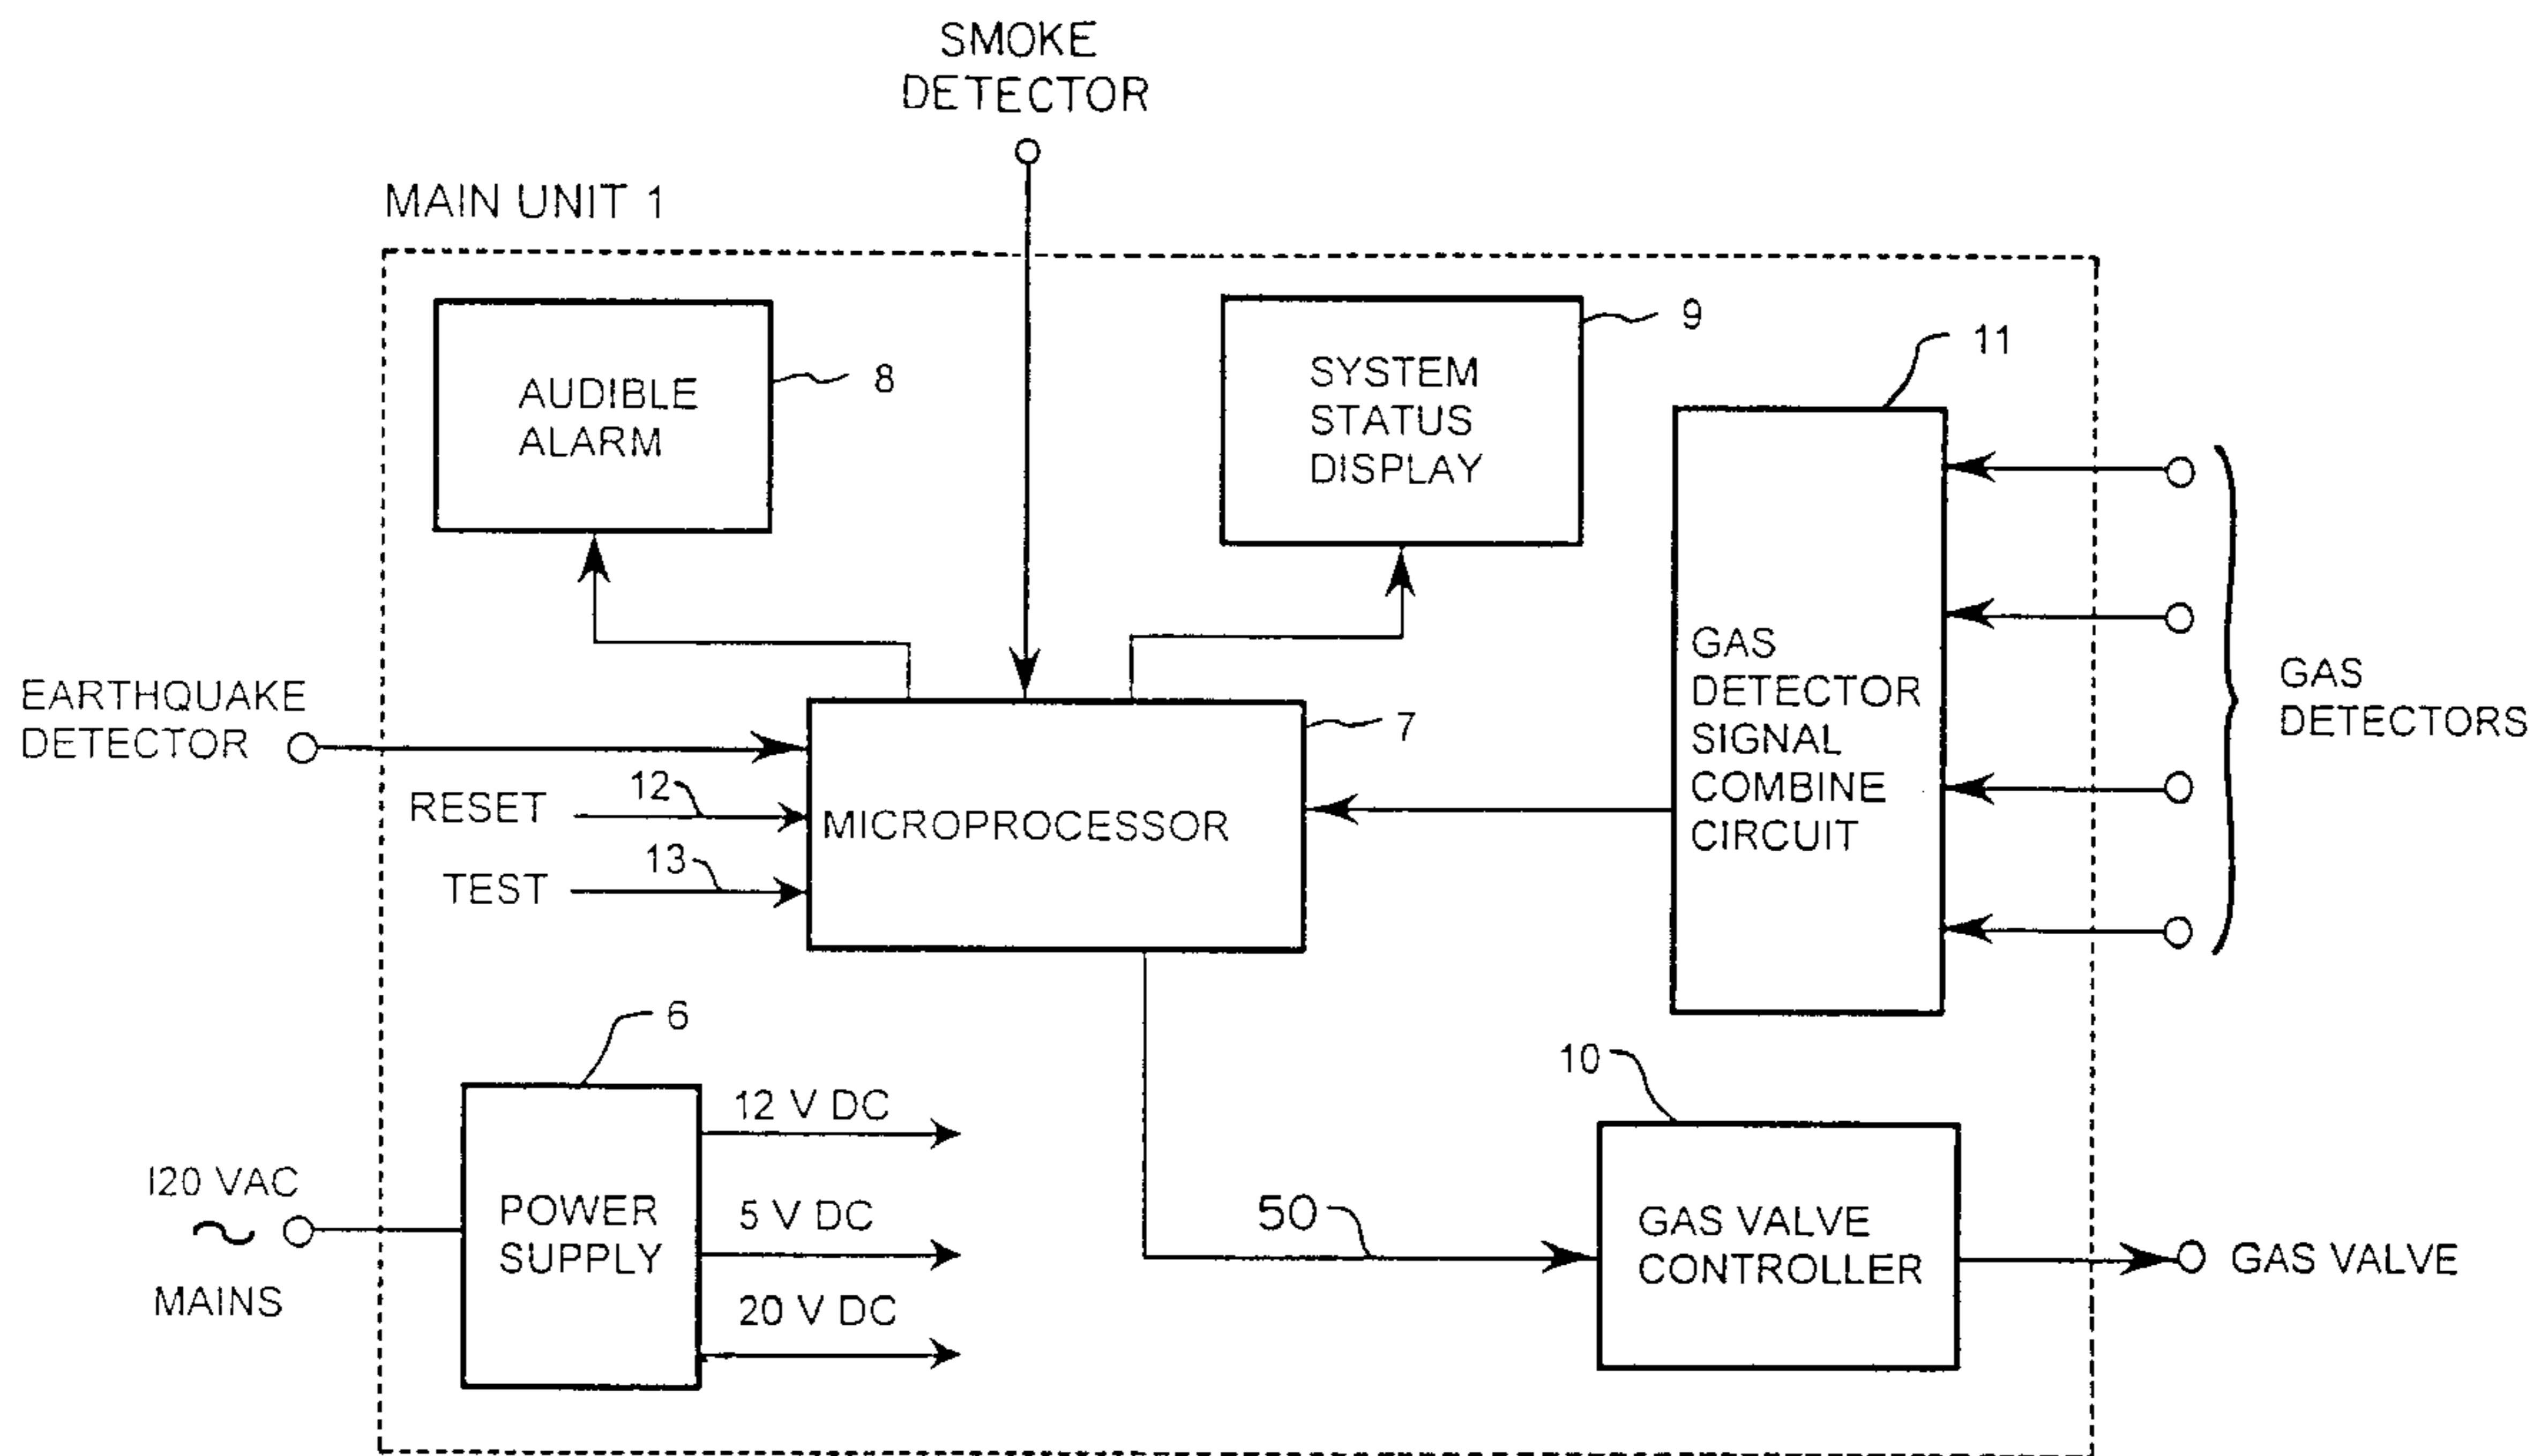 SMOKE
DETECTOR
MAIN UNIT 1
AUDIBLE
ALARM
8
SYSTEM
STATUS
DISPLAY
9
11
GAS
DETECTOR
SIGNAL
COMBINE
CIRCUIT
GAS
DETECTORS
EARTHQUAKE
DETECTOR
RESET
12
TEST
13
MICROPROCESSOR
7
6
POWER
SUPPLY
12 V DC
5 V DC
20 V DC
120 VAC
~
MAINS
50
10
GAS VALVE
CONTROLLER
GAS VALVE